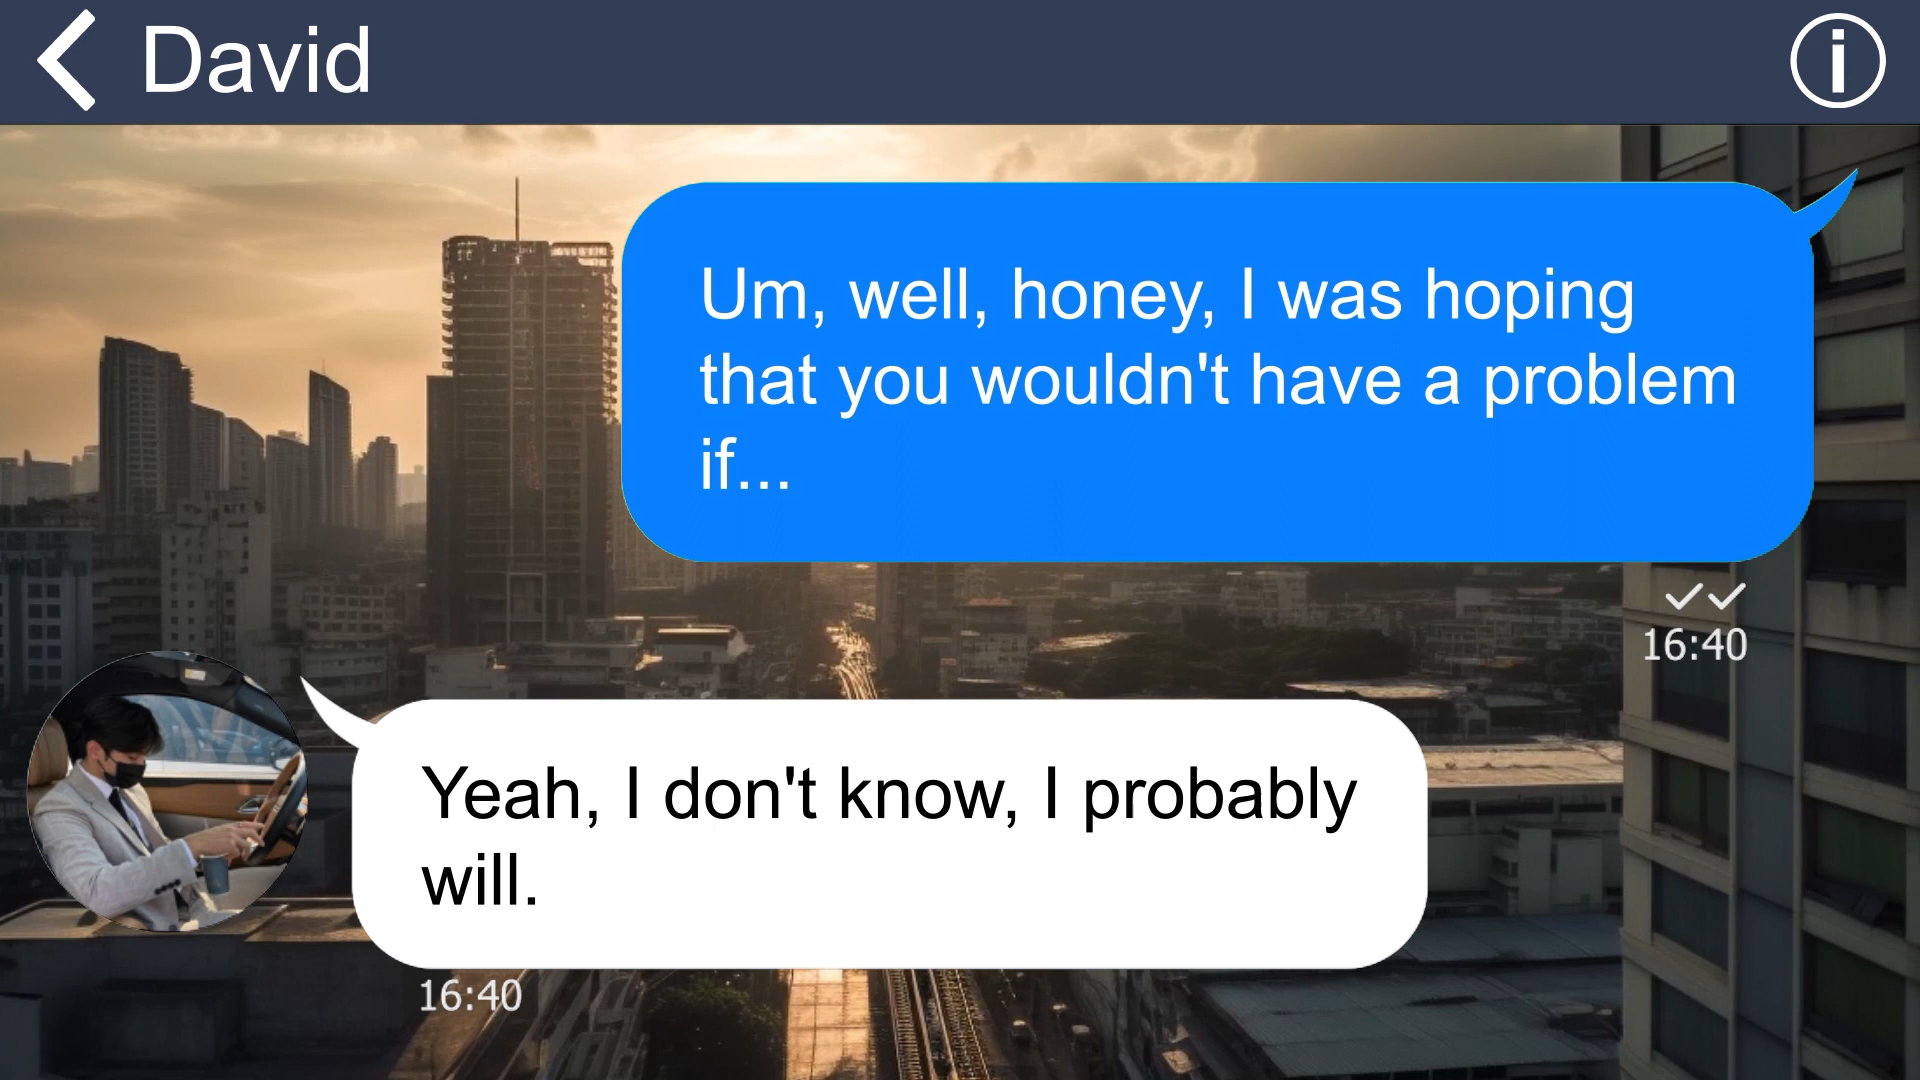 David
Um, well, honey, I was hoping
that you wouldn't have a problem
if...
16:40
Yeah, I don't know, I probably
will.
16:40